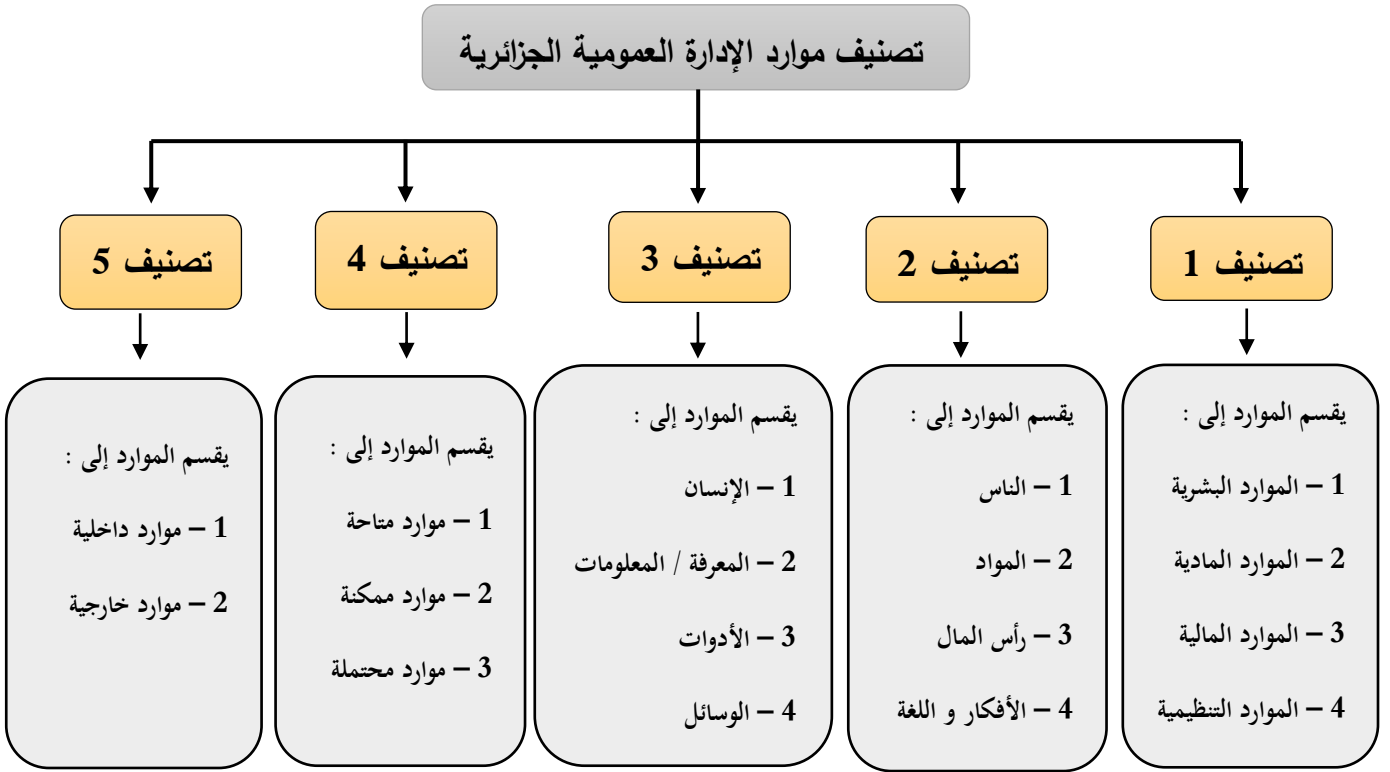 تصنيف موارد الإدارة العمومية الجزائرية
تصنيف 1
يقسم الموارد إلى :
1 – الموارد البشرية
2 – الموارد المادية
3 – الموارد المالية
4 – الموارد التنظيمية
تصنيف 2
يقسم الموارد إلى :
1 – الناس
2 – المواد
3 – رأس المال
4 – الأفكار و اللغة
تصنيف 3
يقسم الموارد إلى :
1 – الإنسان
2 – المعرفة / المعلومات
3 – الأدوات
4 – الوسائل
تصنيف 4
يقسم الموارد إلى :
1 – موارد متاحة
2 – موارد ممكنة
3 – موارد محتملة
تصنيف 5
يقسم الموارد إلى :
1 – موارد داخلية
2 – موارد خارجية